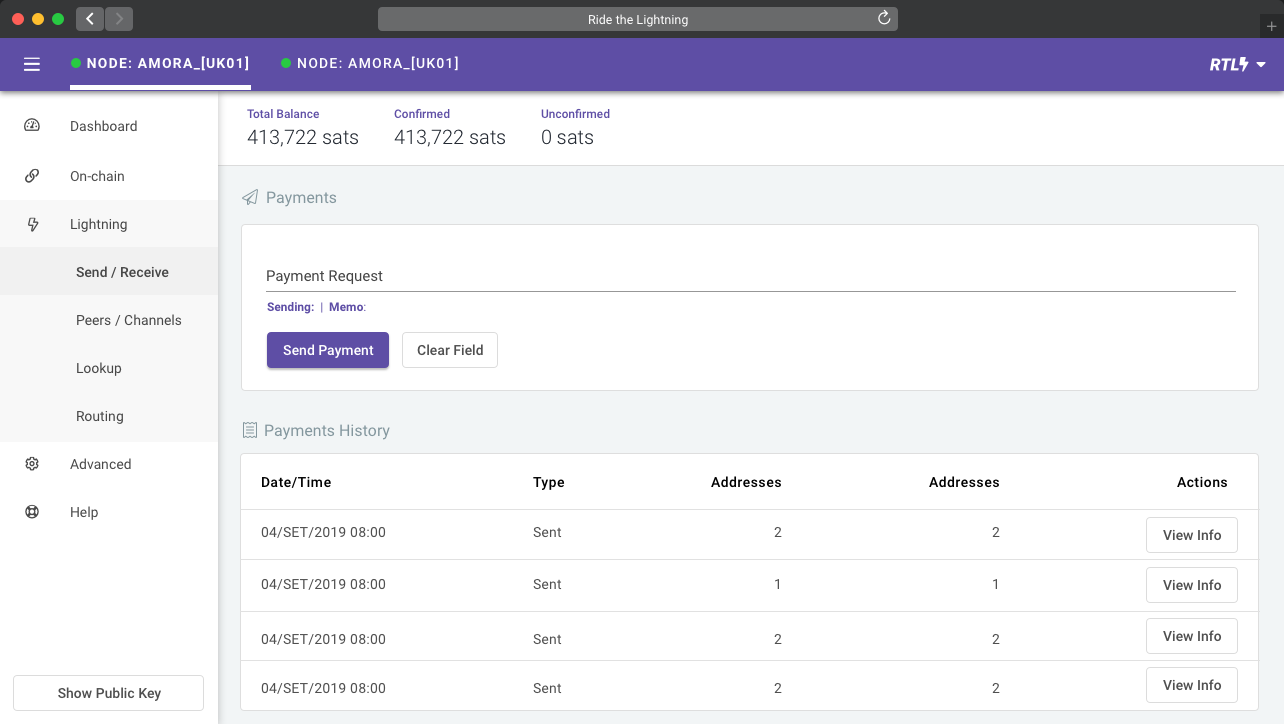 Ride the Lightning
NODE: AMORA_[UK01]
NODE: AMORA_[UK01]
RTL
Dashboard
On-chain
Lightning
Send / Receive
Peers / Channels
Lookup
Routing
Advanced
Help
Show Public Key
Total Balance Confirmed Unconfirmed
413,722 sats 413,722 sats 0 sats
Payments
Payment Request
Sending: | Memo:
Send Payment Clear Field
Payments History
Date/Time Type Addresses Addresses Actions
04/SET/2019 08:00 Sent 2 2 View Info
04/SET/2019 08:00 Sent 1 1 View Info
04/SET/2019 08:00 Sent 2 2 View Info
04/SET/2019 08:00 Sent 2 2 View Info